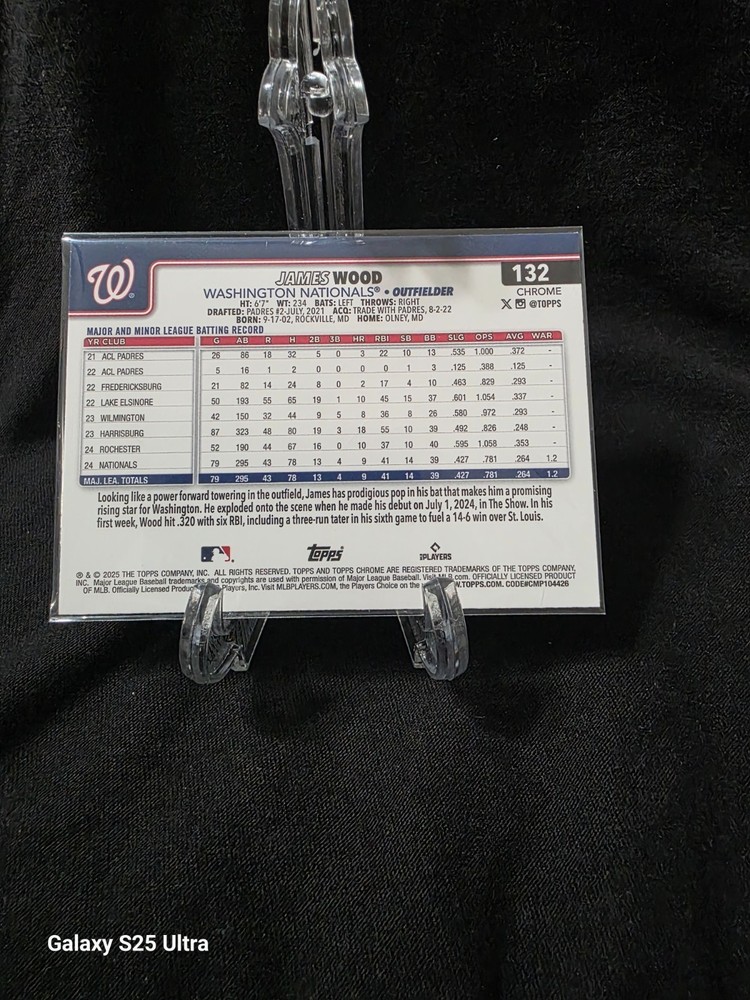 W
JAMES WOOD
132
WASHINGTON NATIONALS® • OUTFIELDER
CHROME
HT: 6'7" WT: 234 BATS: LEFT THROWS: RIGHT
@TOPPS
DRAFTED: PADRES #2-JULY, 2021 ACQ: TRADE WITH PADRES, 8-2-22
BORN: 9-17-02, ROCKVILLE, MD HOME: OLNEY, MD
MAJOR AND MINOR LEAGUE BATTING RECORD
YR CLUB G AB R H 2B 3B HR RBI SB BB SLG OPS AVG WAR
21 ACL PADRES 26 86 18 32 5 0 3 22 10 13 .535 1.000 .372 -
22 ACL PADRES 5 16 1 2 0 0 0 0 1 3 .125 .388 .125 -
22 FREDERICKSBURG 21 82 14 24 8 0 2 17 4 10 .463 .829 .293 -
22 LAKE ELSINORE 50 193 55 65 19 1 10 45 15 37 .601 1.054 .337 -
23 WILMINGTON 42 150 32 44 9 5 8 36 8 26 .580 .972 .293 -
23 HARRISBURG 87 323 48 80 19 3 18 55 10 39 .492 .826 .248 -
24 ROCHESTER 52 190 44 67 16 0 10 37 10 40 .595 1.058 .353 -
24 NATIONALS 79 295 43 78 13 4 9 41 14 39 .427 .781 .264 1.2
MAJ. LEA. TOTALS 79 295 43 78 13 4 9 41 14 39 .427 .781 .264 1.2
Looking like a power forward towering in the outfield, James has prodigious pop in his bat that makes him a promising
rising star for Washington. He exploded onto the scene when he made his debut on July 1, 2024, in The Show. In his
first week, Wood hit .320 with six RBI, including a three-run tater in his sixth game to fuel a 14-6 win over St. Louis.
Topps
PLAYERS
® & © 2025 THE TOPPS COMPANY, INC. ALL RIGHTS RESERVED. TOPPS AND TOPPS CHROME ARE REGISTERED TRADEMARKS OF THE TOPPS COMPANY,
INC. Major League Baseball trademarks and copyrights are used with permission of Major League Baseball. Visit MLB.com. OFFICIALLY LICENSED PRODUCT
OF MLB. Officially Licensed Players, Inc. Visit MLBPLAYERS.COM, the Players Choice on the WWW.TOPPS.COM. CODE#CMP104426
Galaxy S25 Ultra